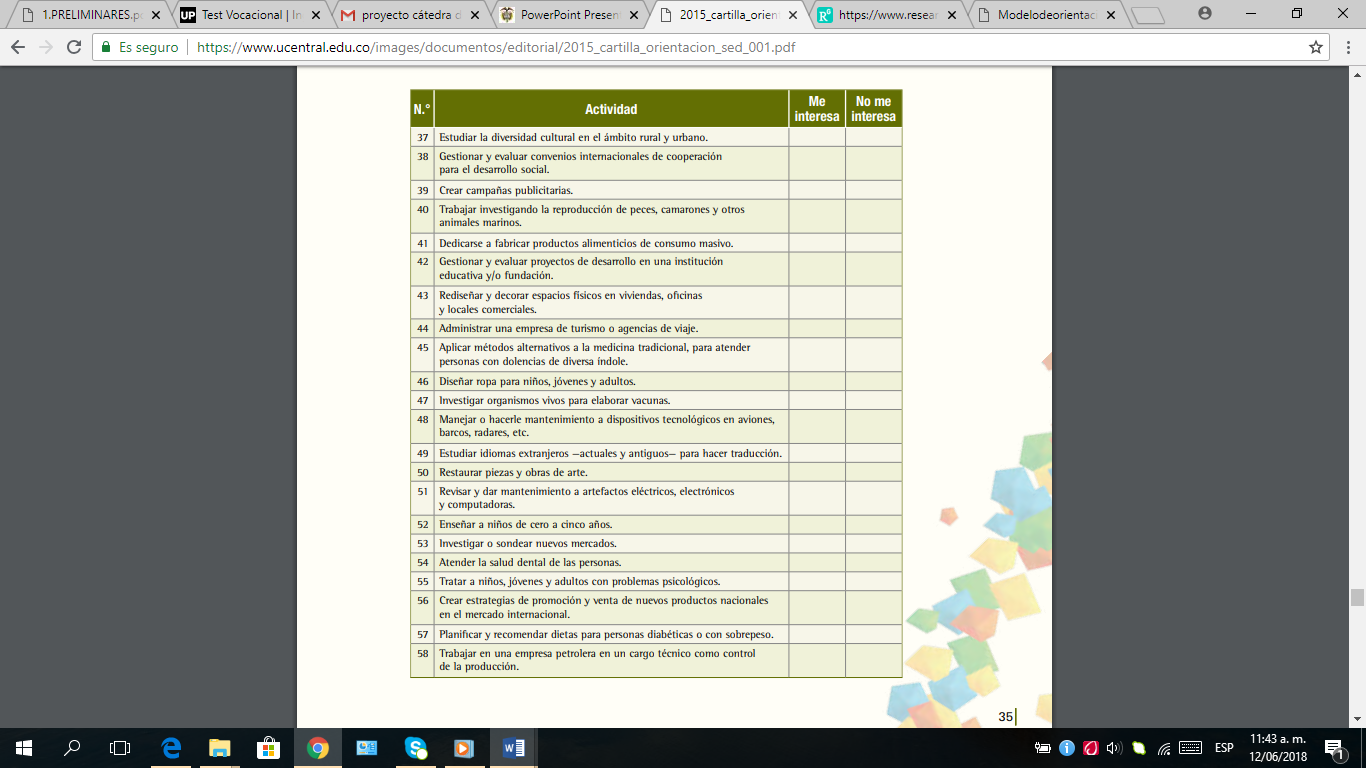 1.PRELIMINARES.p
Test Vocacional | In
proyecto cátedra d
PowerPoint Present
2015_cartilla_orient
https://www.resear
Modelodeorientaci
Es seguro | https://www.ucentral.edu.co/images/documentos/editorial/2015_cartilla_orientacion_sed_001.pdf
N.° Actividad Me interesa No me interesa
37 Estudiar la diversidad cultural en el ámbito rural y urbano.
38 Gestionar y evaluar convenios internacionales de cooperación
para el desarrollo social.
39 Crear campañas publicitarias.
40 Trabajar investigando la reproducción de peces, camarones y otros
animales marinos.
41 Dedicarse a fabricar productos alimenticios de consumo masivo.
42 Gestionar y evaluar proyectos de desarrollo en una institución
educativa y/o fundación.
43 Rediseñar y decorar espacios físicos en viviendas, oficinas
y locales comerciales.
44 Administrar una empresa de turismo o agencias de viaje.
45 Aplicar métodos alternativos a la medicina tradicional, para atender
personas con dolencias de diversa índole.
46 Diseñar ropa para niños, jóvenes y adultos.
47 Investigar organismos vivos para elaborar vacunas.
48 Manejar o hacerle mantenimiento a dispositivos tecnológicos en aviones,
barcos, radares, etc.
49 Estudiar idiomas extranjeros —actuales y antiguos— para hacer traducción.
50 Restaurar piezas y obras de arte.
51 Revisar y dar mantenimiento a artefactos eléctricos, electrónicos
y computadoras.
52 Enseñar a niños de cero a cinco años.
53 Investigar o sondear nuevos mercados.
54 Atender la salud dental de las personas.
55 Tratar a niños, jóvenes y adultos con problemas psicológicos.
56 Crear estrategias de promoción y venta de nuevos productos nacionales
en el mercado internacional.
57 Planificar y recomendar dietas para personas diabéticas o con sobrepeso.
58 Trabajar en una empresa petrolera en un cargo técnico como control
de la producción.
35
ESP
11:43 a. m.
12/06/2018